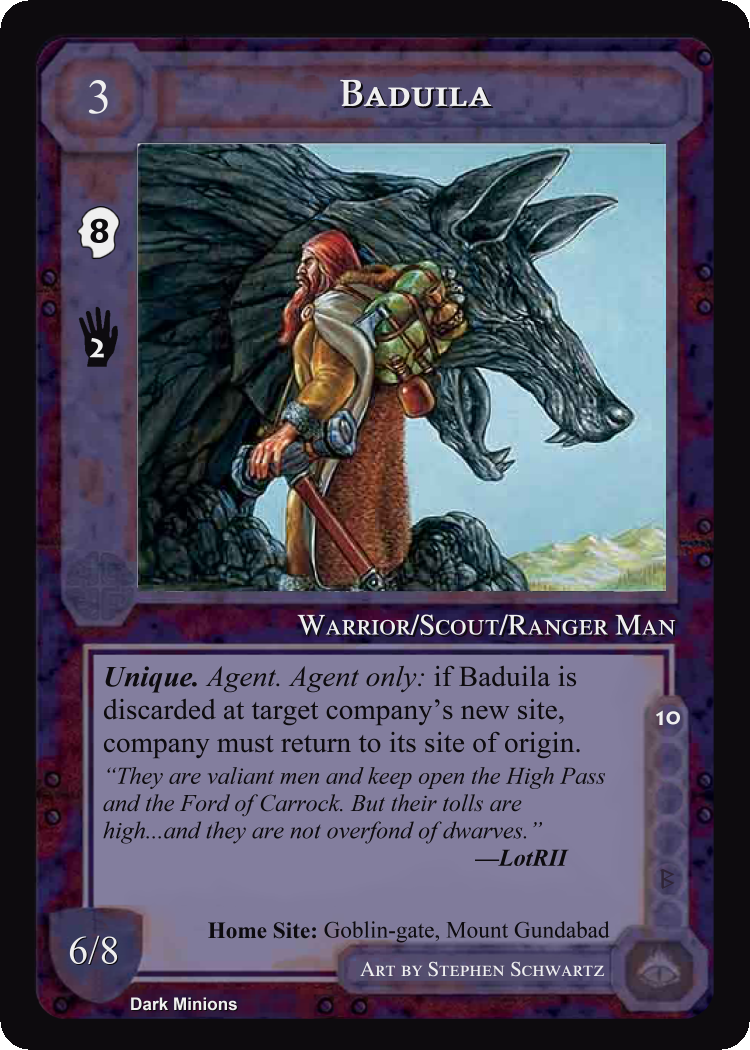 3
BADUILA
8
2
WARRIOR/SCOUT/RANGER MAN
Unique. Agent. Agent only: if Baduila is
discarded at target company's new site,
company must return to its site of origin.
“They are valiant men and keep open the High Pass
and the Ford of Carrock. But their tolls are
high...and they are not overfond of dwarves.”
—LotRII
10
Home Site: Goblin-gate, Mount Gundabad
6/8
ART BY STEPHEN SCHWARTZ
Dark Minions